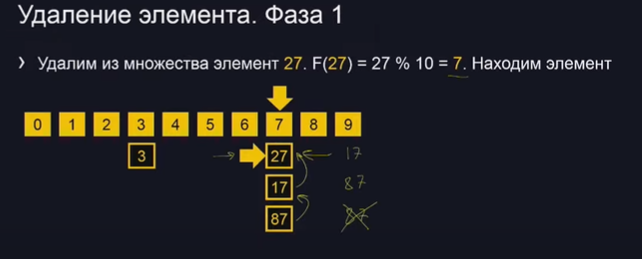 Удаление элемента. Фаза 1
› Удалим из множества элемент 27. F(27) = 27 % 10 = 7. Находим элемент
0 1 2 3 4 5 6 7 8 9
3 27 17
17 87
87 87